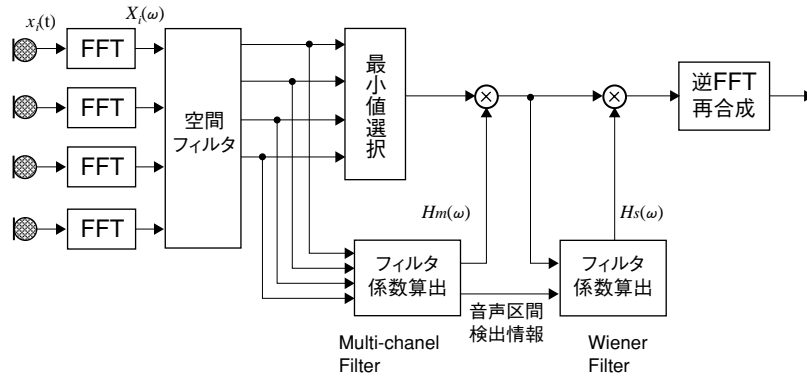 xi(t)
Xi(ω)
FFT
FFT
FFT
FFT
空間
フィルタ
最小値選択
逆FFT
再合成
Hm(ω)
Hs(ω)
フィルタ
係数算出
音声区間
検出情報
フィルタ
係数算出
Multi-chanel
Filter
Wiener
Filter